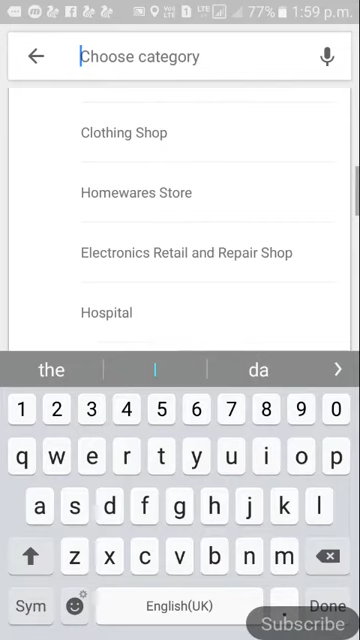 77% 1:59 p.m.
Choose category
Clothing Shop
Homewares Store
Electronics Retail and Repair Shop
Hospital
the I da
1 2 3 4 5 6 7 8 9 0
q w e r t y u i o p
a s d f g h j k l
z x c v b n m
Sym English(UK) . Done
Subscribe